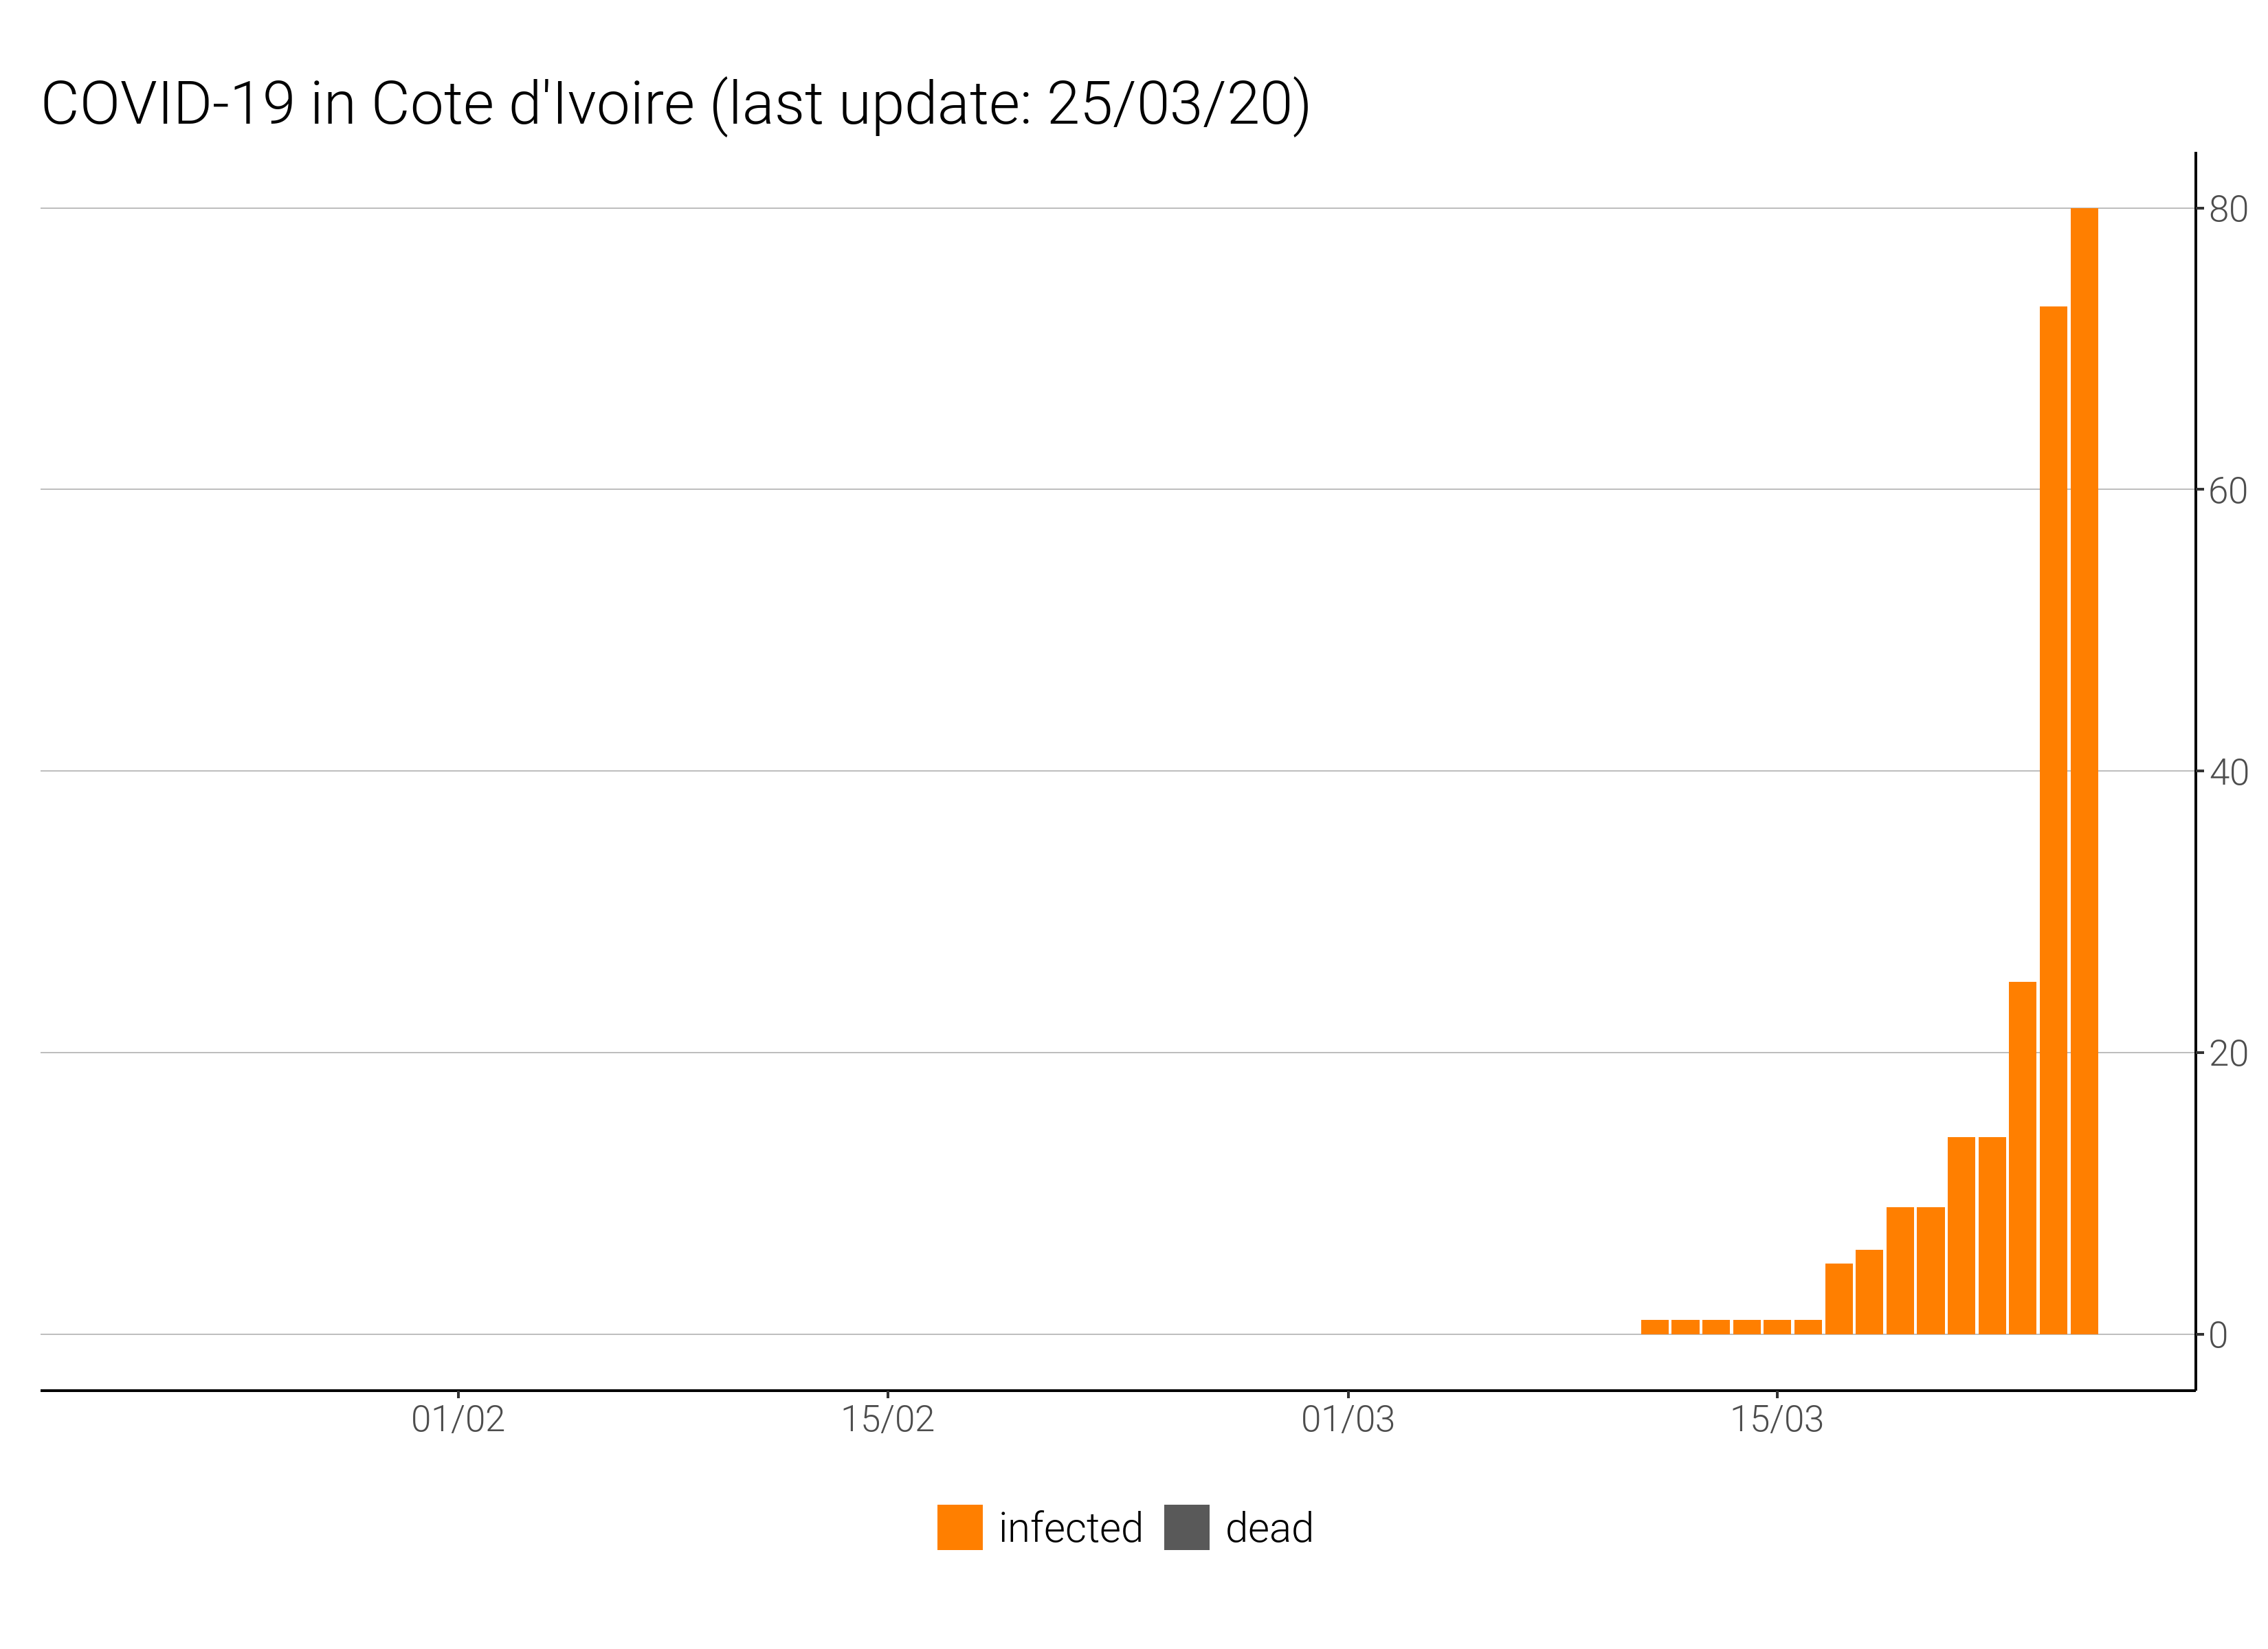 COVID-19 in Cote d'Ivoire (last update: 25/03/20)
80
60
40
20
0
01/02 15/02 01/03 15/03
infected dead